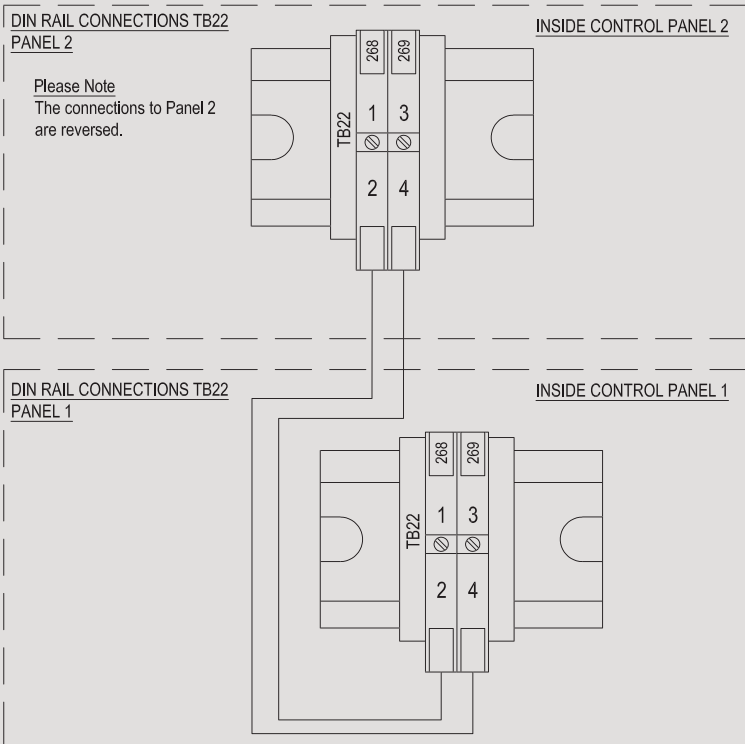 DIN RAIL CONNECTIONS TB22
PANEL 2
INSIDE CONTROL PANEL 2
Please Note
The connections to Panel 2
are reversed.
268 269
TB22
1 3
2 4
DIN RAIL CONNECTIONS TB22
PANEL 1
INSIDE CONTROL PANEL 1
268 269
TB22
1 3
2 4